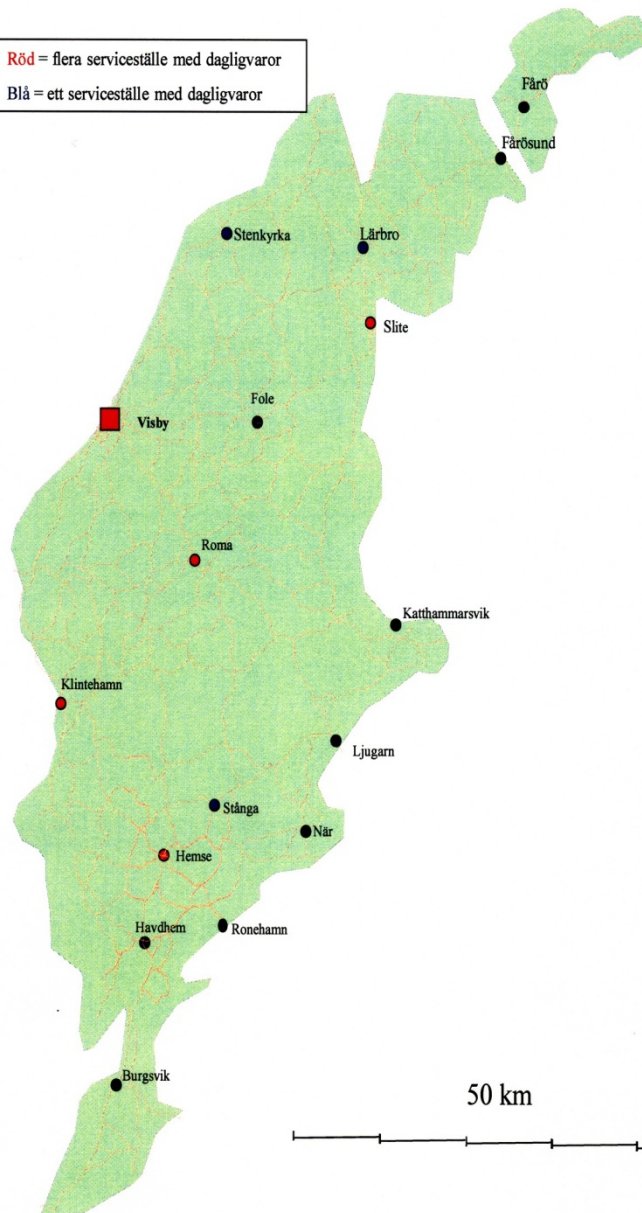 Röd = flera serviceställe med dagligvaror
Blå = ett serviceställe med dagligvaror
Fårö
Fårösund
Stenkyrka
Lärbro
Slite
Fole
Visby
Roma
Katthammarsvik
Klintehamn
Ljugarn
Stånga
När
Hemse
Havdhem
Ronehamn
Burgsvik
50 km